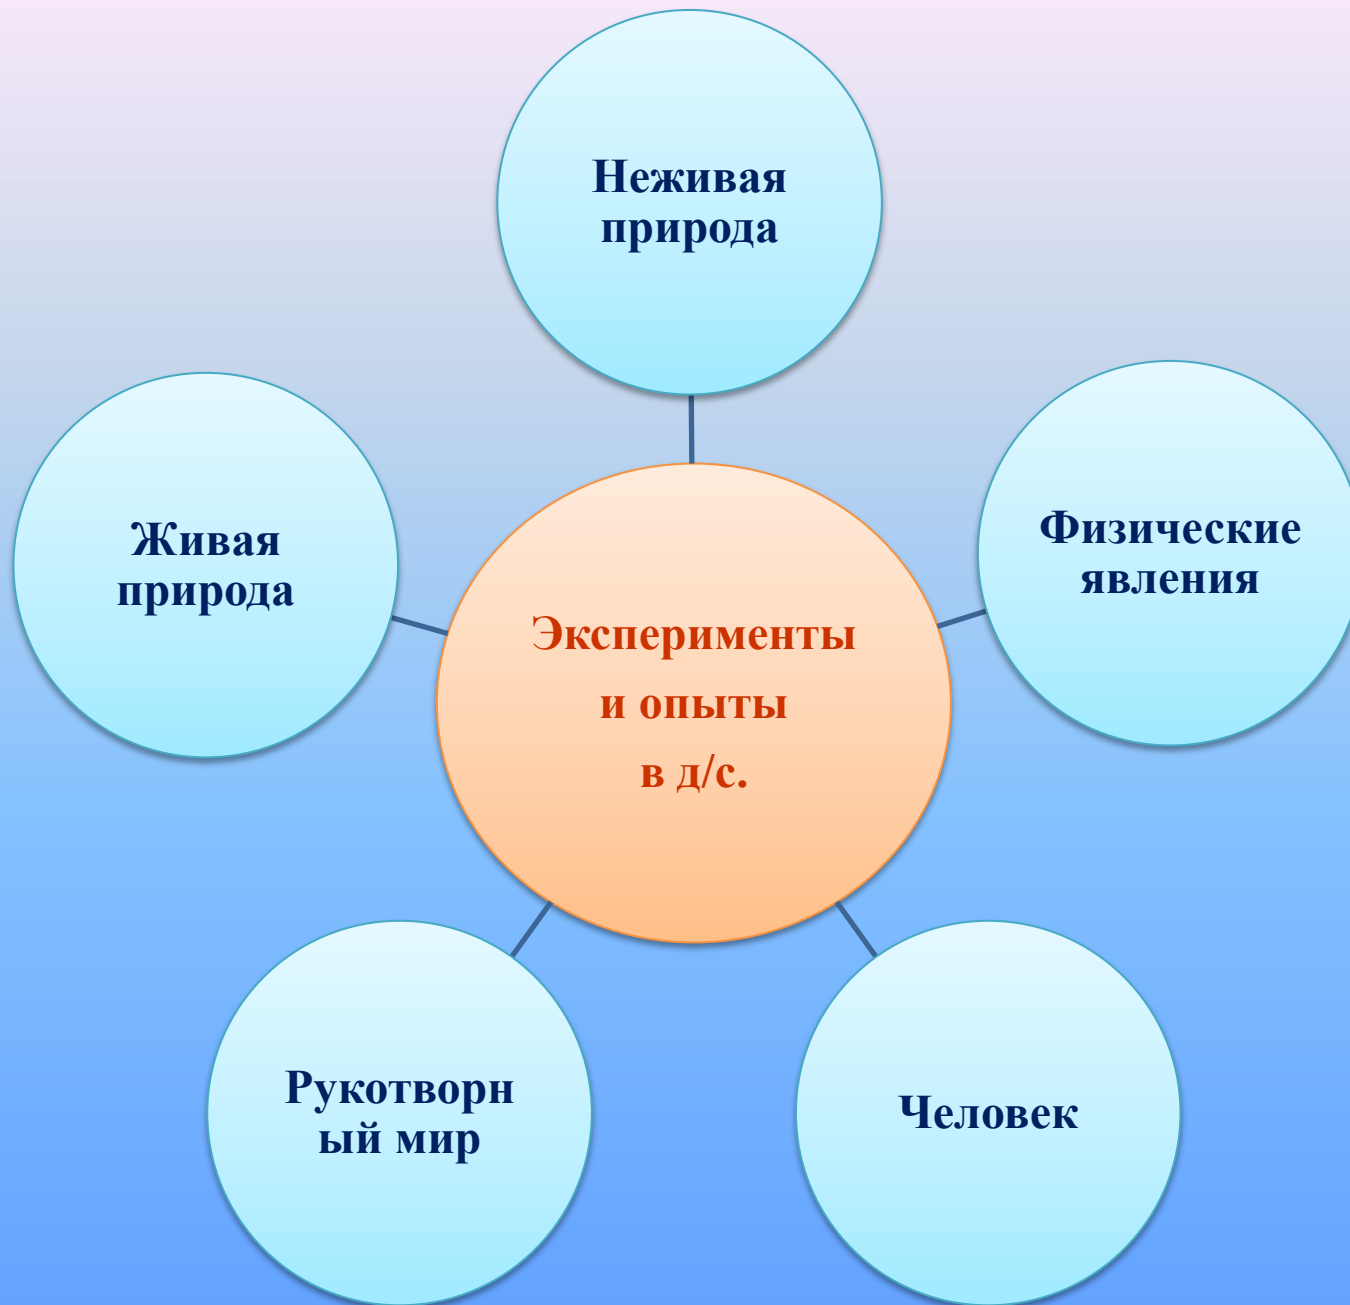 Неживая
природа
Живая
природа
Физические
явления
Эксперименты
и опыты
в д/с.
Рукотворн
ый мир
Человек